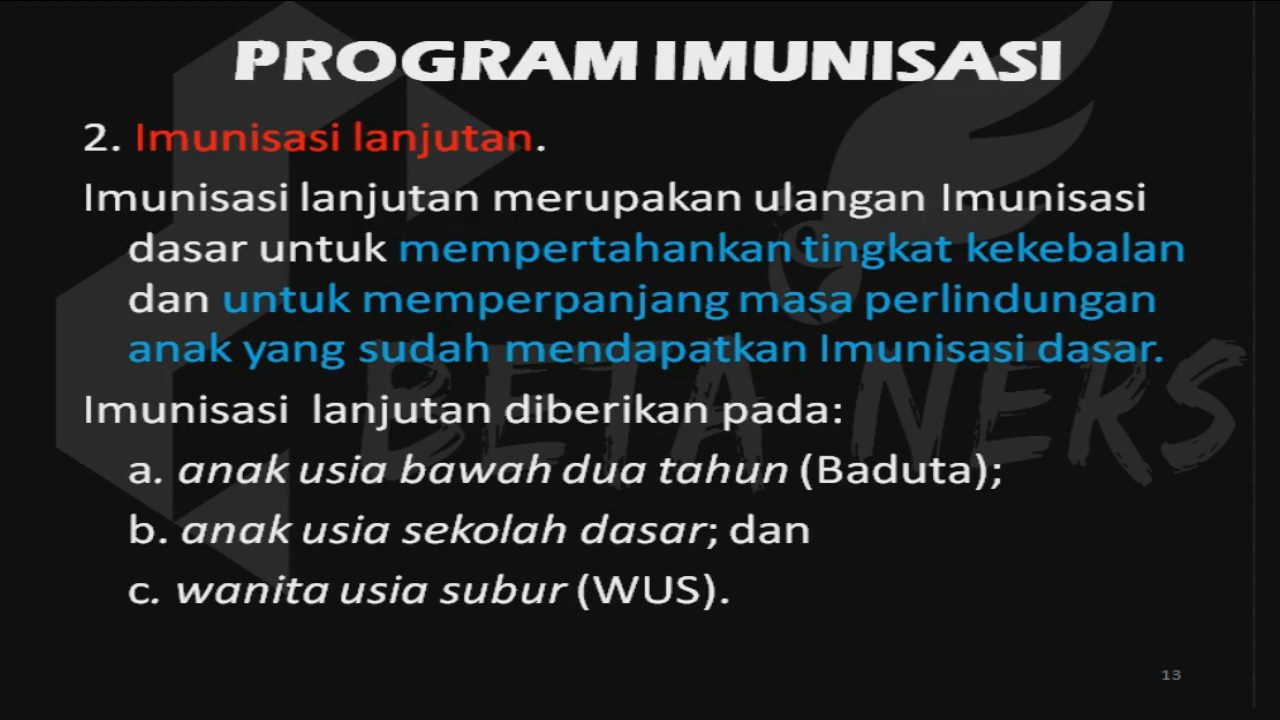 PROGRAM IMUNISASI
2. Imunisasi lanjutan.
Imunisasi lanjutan merupakan ulangan Imunisasi
dasar untuk mempertahankan tingkat kekebalan
dan untuk memperpanjang masa perlindungan
anak yang sudah mendapatkan Imunisasi dasar.
BETA NERS
Imunisasi lanjutan diberikan pada:
a. anak usia bawah dua tahun (Baduta);
b. anak usia sekolah dasar; dan
c. wanita usia subur (WUS).
13